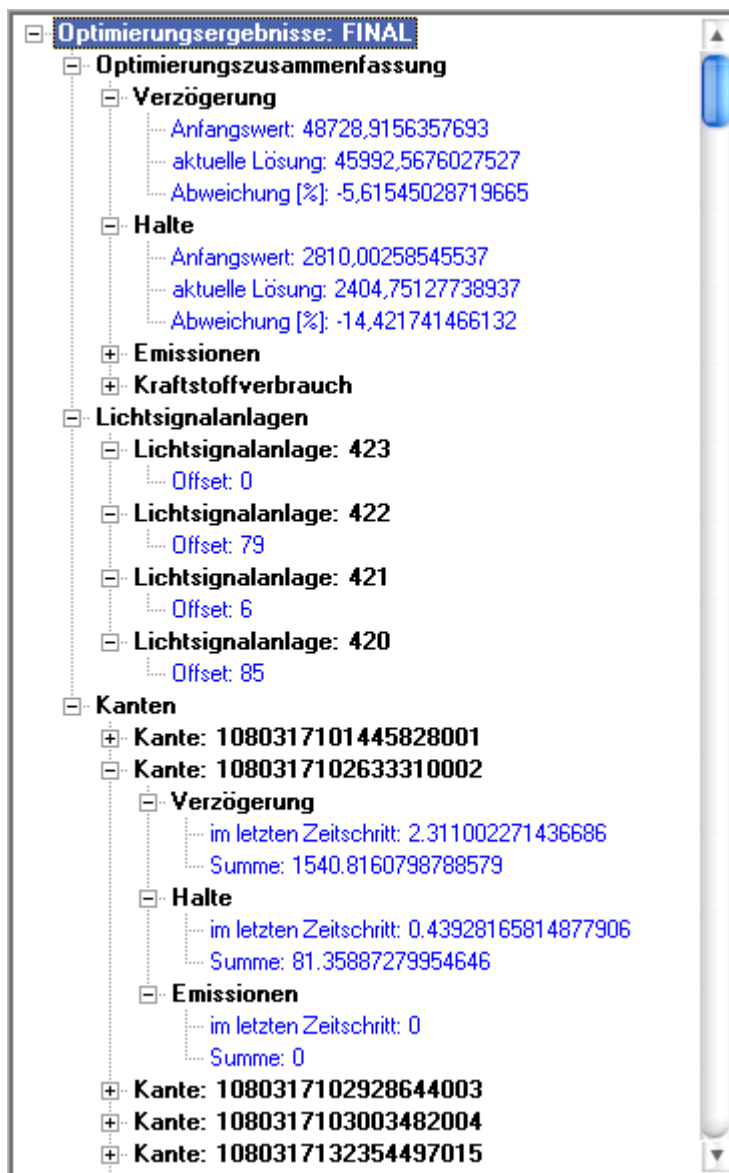 Optimierungsergebnisse: FINAL
Optimierungszusammenfassung
Verzögerung
Anfangswert: 48728,9156357693
aktuelle Lösung: 45992,5676027527
Abweichung [%]: -5,61545028719665
Halte
Anfangswert: 2810,00258545537
aktuelle Lösung: 2404,75127738937
Abweichung [%]: -14,421741466132
Emissionen
Kraftstoffverbrauch
Lichtsignalanlagen
Lichtsignalanlage: 423
Offset: 0
Lichtsignalanlage: 422
Offset: 79
Lichtsignalanlage: 421
Offset: 6
Lichtsignalanlage: 420
Offset: 85
Kanten
Kante: 1080317101445828001
Kante: 1080317102633310002
Verzögerung
im letzten Zeitschritt: 2.311002271436686
Summe: 1540.8160798788579
Halte
im letzten Zeitschritt: 0.43928165814877906
Summe: 81.35887279954646
Emissionen
im letzten Zeitschritt: 0
Summe: 0
Kante: 1080317102928644003
Kante: 1080317103003482004
Kante: 1080317132354497015